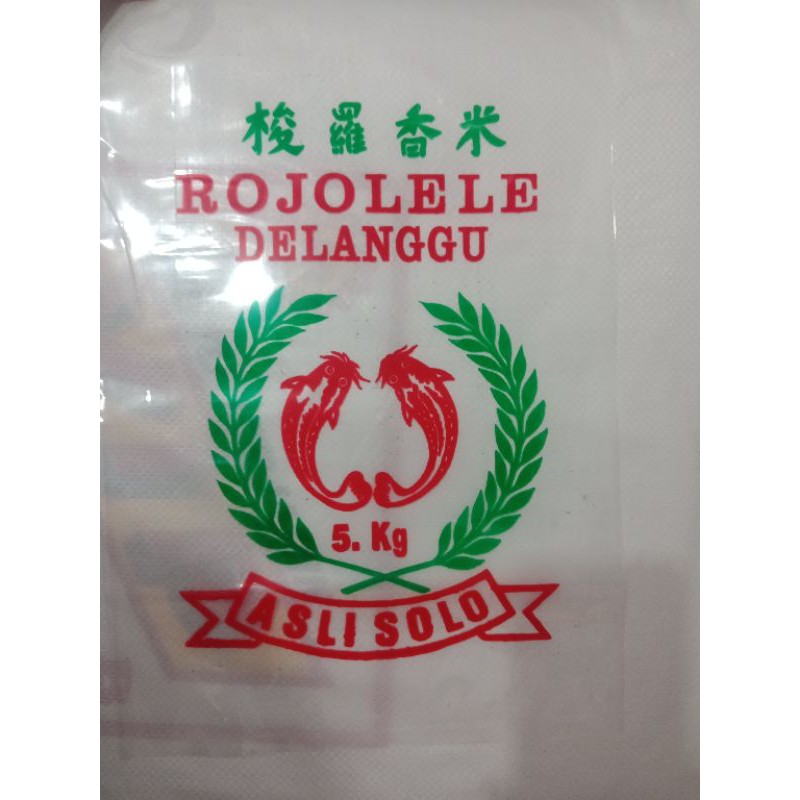 梭羅香米
ROJOLELE
DELANGGU
5. Kg
ASLI SOLO